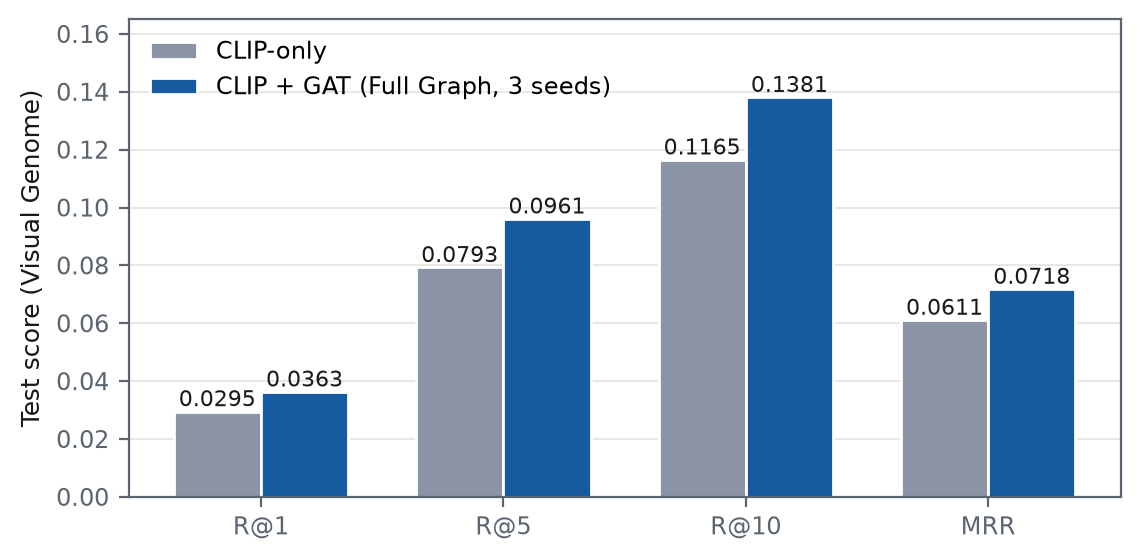 Test score (Visual Genome)
0.16
0.14
0.12
0.10
0.08
0.06
0.04
0.02
0.00
CLIP-only
CLIP + GAT (Full Graph, 3 seeds)
0.0295
0.0363
0.0793
0.0961
0.1165
0.1381
0.0611
0.0718
R@1
R@5
R@10
MRR